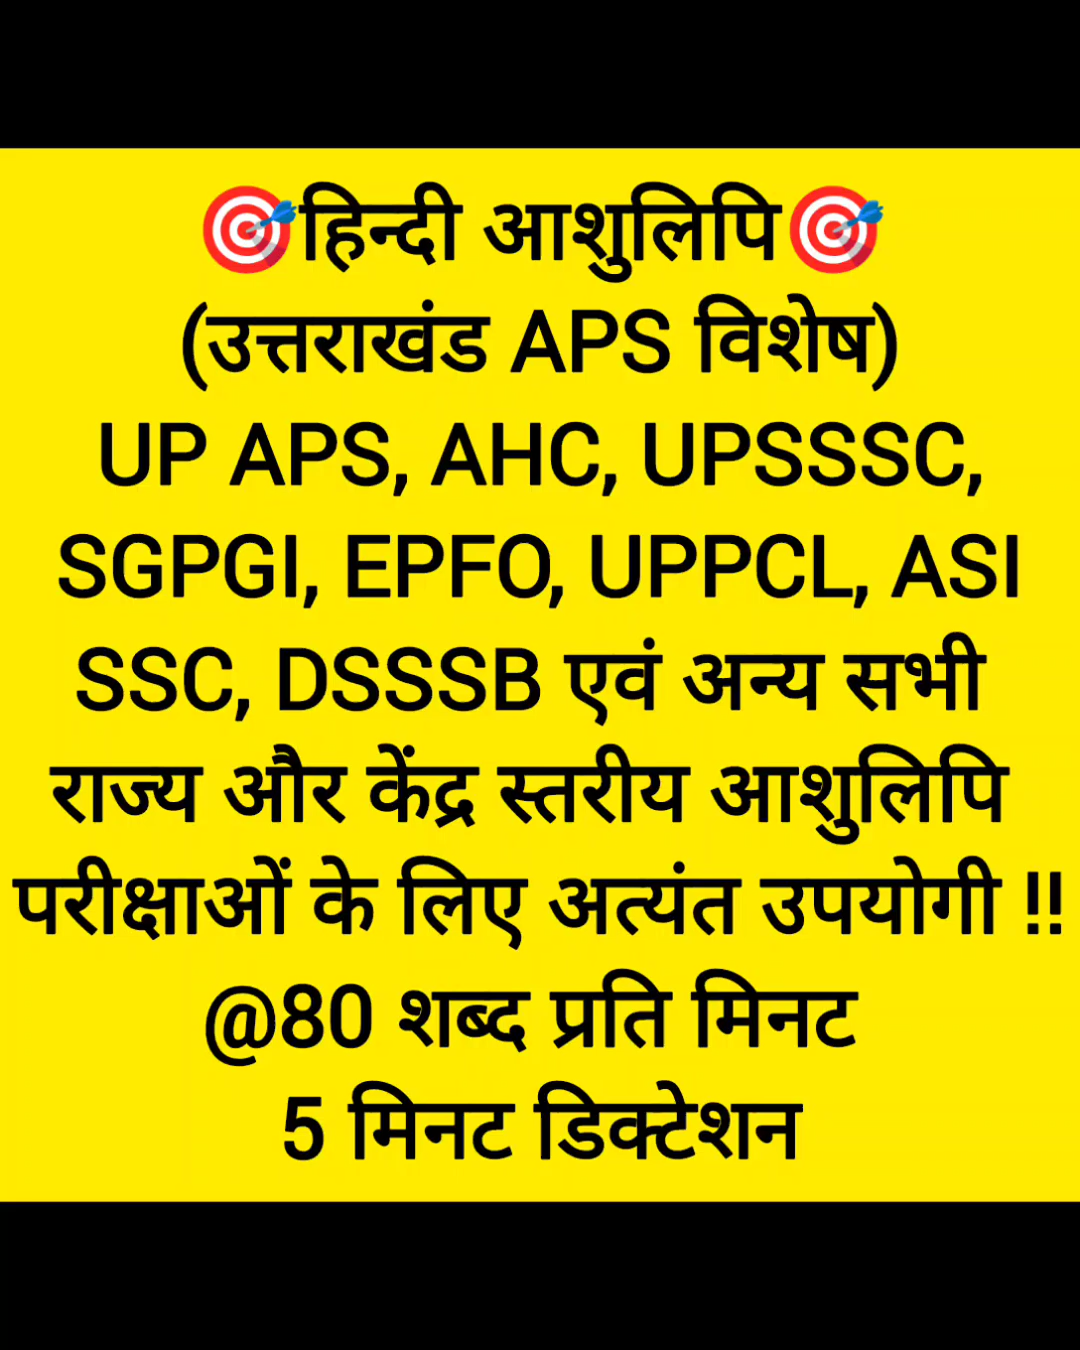 🎯हिन्दी आशुलिपि🎯
(उत्तराखंड APS विशेष)
UP APS, AHC, UPSSSC,
SGPGI, EPFO, UPPCL, ASI
SSC, DSSSB एवं अन्य सभी
राज्य और केंद्र स्तरीय आशुलिपि
परीक्षाओं के लिए अत्यंत उपयोगी !!
@80 शब्द प्रति मिनट
5 मिनट डिक्टेशन